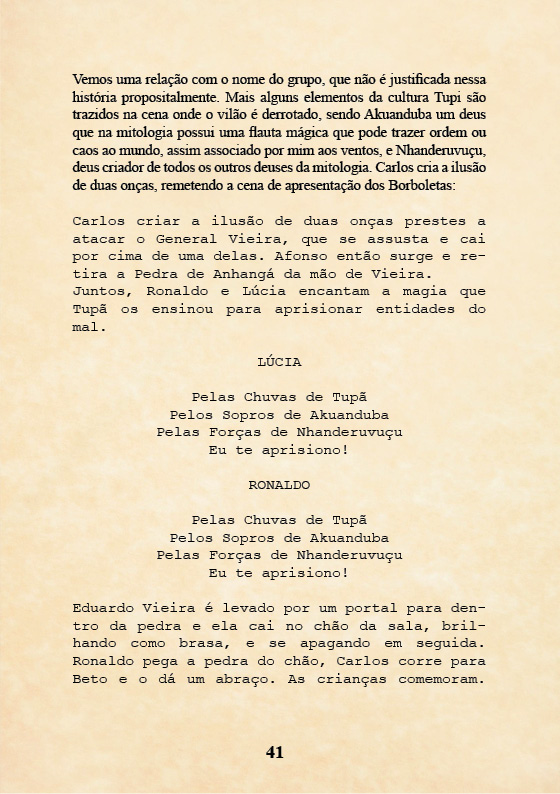 Vemos uma relação com o nome do grupo, que não é justificada nessa
história propositalmente. Mais alguns elementos da cultura Tupi são
trazidos na cena onde o vilão é derrotado, sendo Akuanduba um deus
que na mitologia possui uma flauta mágica que pode trazer ordem ou
caos ao mundo, assim associado por mim aos ventos, e Nhanderuvuçu,
deus criador de todos os outros deuses da mitologia. Carlos cria a ilusão
de duas onças, remetendo a cena de apresentação dos Borboletas:
Carlos criar a ilusão de duas onças prestes a
atacar o General Vieira, que se assusta e cai
por cima de uma delas. Afonso então surge e re-
tira a Pedra de Anhangá da mão de Vieira.
Juntos, Ronaldo e Lúcia encantam a magia que
Tupã os ensinou para aprisionar entidades do
mal.
LÚCIA
Pelas Chuvas de Tupã
Pelos Sopros de Akuanduba
Pelas Forças de Nhanderuvuçu
Eu te aprisiono!
RONALDO
Pelas Chuvas de Tupã
Pelos Sopros de Akuanduba
Pelas Forças de Nhanderuvuçu
Eu te aprisiono!
Eduardo Vieira é levado por um portal para den-
tro da pedra e ela cai no chão da sala, bril-
hando como brasa, e se apagando em seguida.
Ronaldo pega a pedra do chão, Carlos corre para
Beto e o dá um abraço. As crianças comemoram.
41